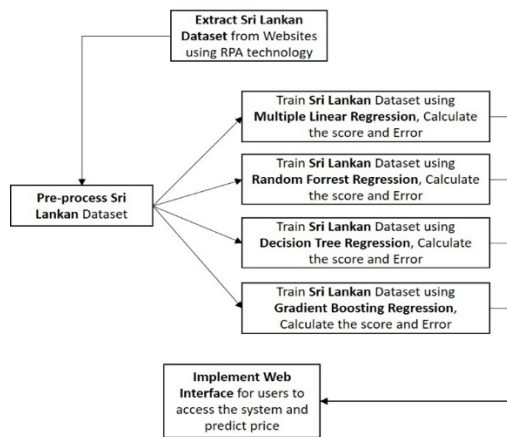 Extract Sri Lankan
Dataset from Websites
using RPA technology
Train Sri Lankan Dataset using
Multiple Linear Regression, Calculate
the score and Error
Train Sri Lankan Dataset using
Random Forrest Regression, Calculate
the score and Error
Pre-process Sri
Lankan Dataset
Train Sri Lankan Dataset using
Decision Tree Regression, Calculate
the score and Error
Train Sri Lankan Dataset using
Gradient Boosting Regression,
Calculate the score and Error
Implement Web
Interface for users to
access the system and
predict price